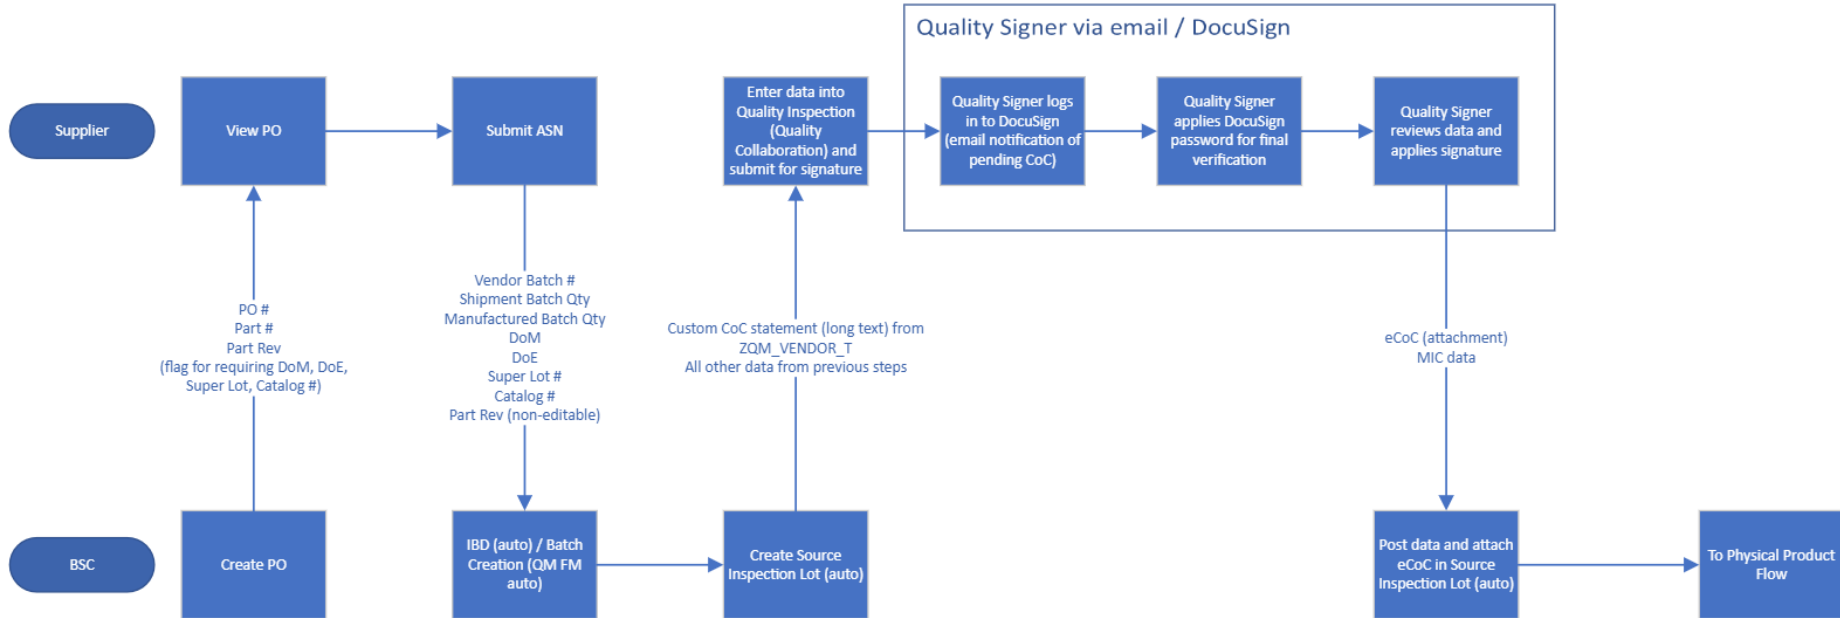 Quality Signer via email / DocuSign
Supplier
View PO
Submit ASN
Enter data into
Quality Inspection
(Quality
Collaboration) and
submit for signature
Quality Signer logs
in to DocuSign
(email notification of
pending CoC)
Quality Signer
applies DocuSign
password for final
verification
Quality Signer
reviews data and
applies signature
PO #
Part #
Part Rev
(flag for requiring DoM, DoE,
Super Lot, Catalog #)
Vendor Batch #
Shipment Batch Qty
Manufactured Batch Qty
DoM
DoE
Super Lot #
Catalog #
Part Rev (non-editable)
Custom CoC statement (long text) from
ZQM_VENDOR_T
All other data from previous steps
eCoC (attachment)
MIC data
BSC
Create PO
IBD (auto) / Batch
Creation (QM FM
auto)
Create Source
Inspection Lot (auto)
Post data and attach
eCoC in Source
Inspection Lot (auto)
To Physical Product
Flow